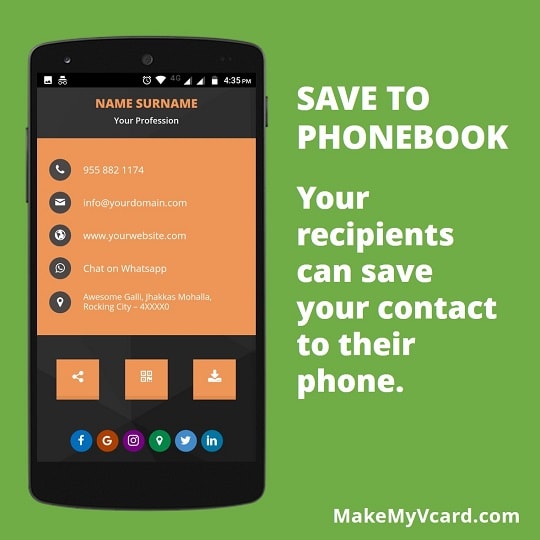 4G 4:35 PM
NAME SURNAME
Your Profession
955 882 1174
info@yourdomain.com
www.yourwebsite.com
Chat on Whatsapp
Awesome Galli, Jhakkas Mohalla,
Rocking City – 4XXXX0
SAVE TO
PHONEBOOK
Your
recipients
can save
your contact
to their
phone.
MakeMyVcard.com